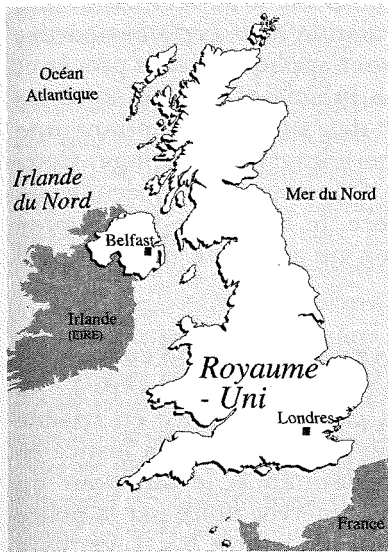 Océan
Atlantique
Irlande
du Nord
Mer du Nord
Belfast
Irlande
(EIRE)
Royaume
- Uni
Londres
France